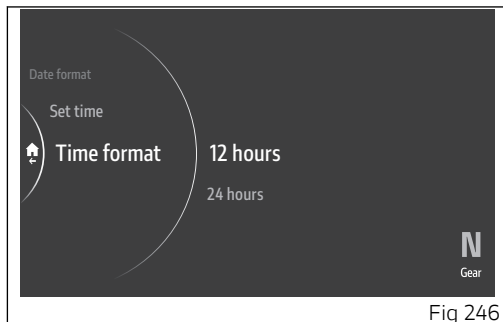 Date format
Set time
Time format
12 hours
24 hours
N
Gear
Fig 246